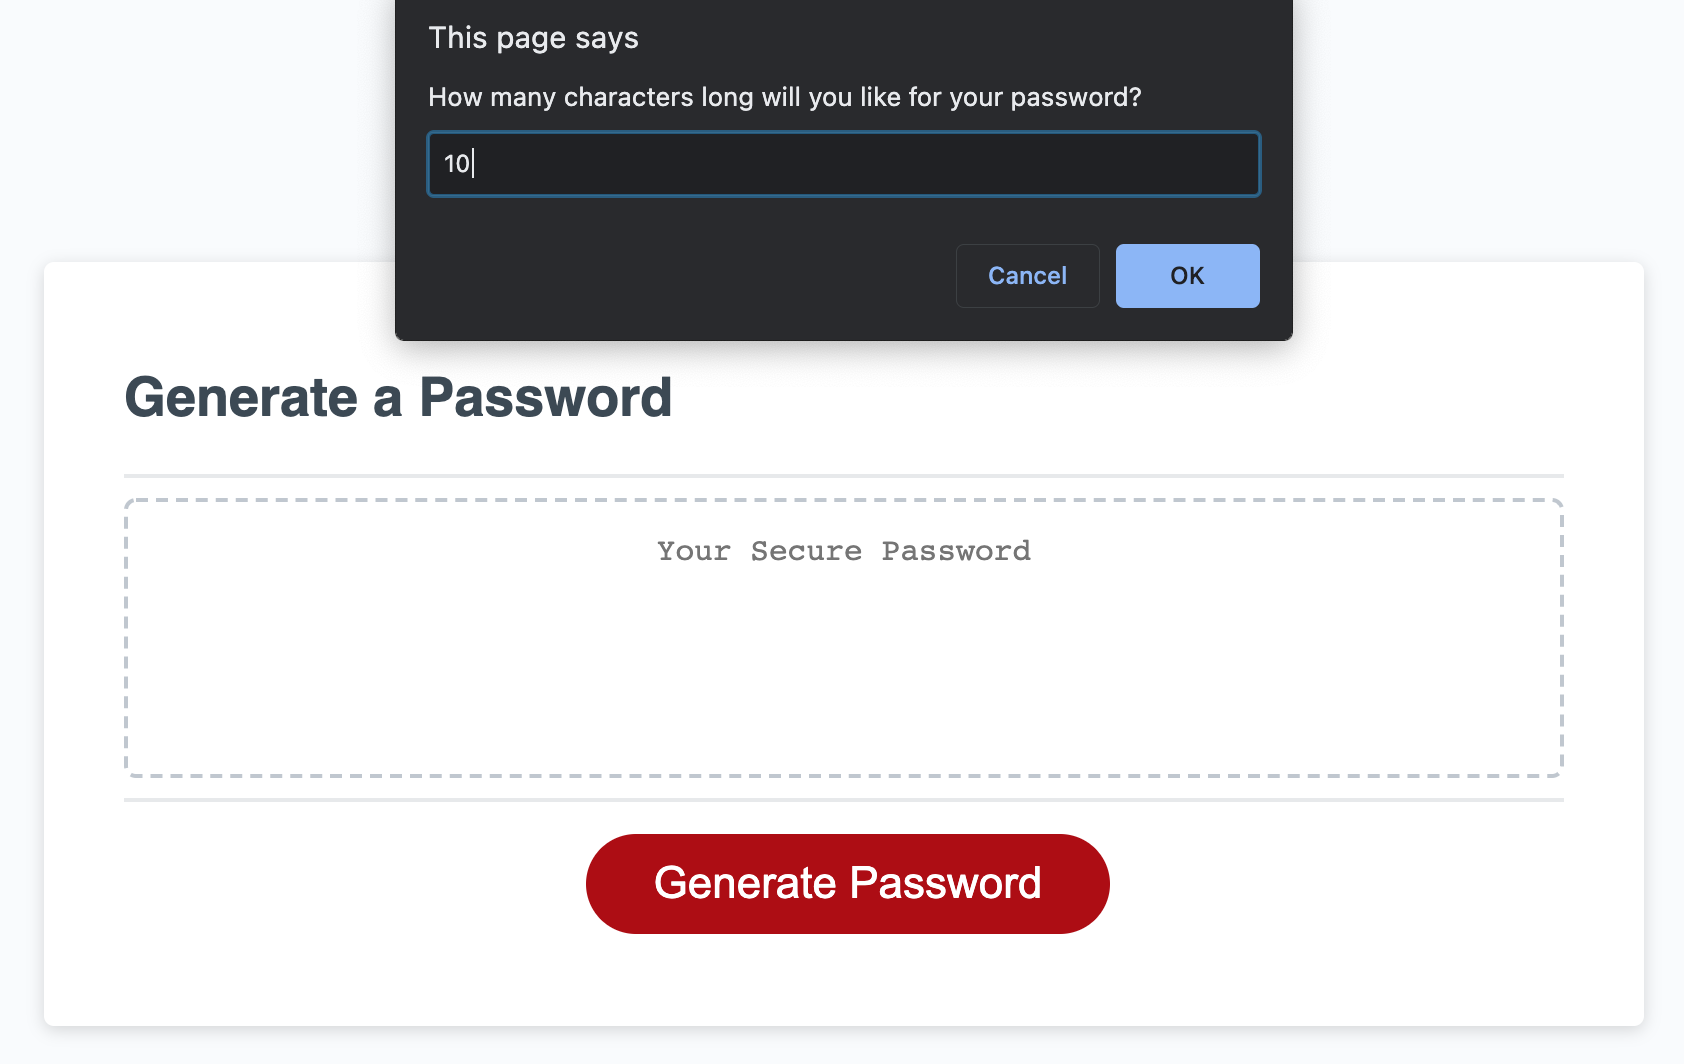 This page says
How many characters long will you like for your password?
10
Cancel
OK
Generate a Password
Your Secure Password
Generate Password